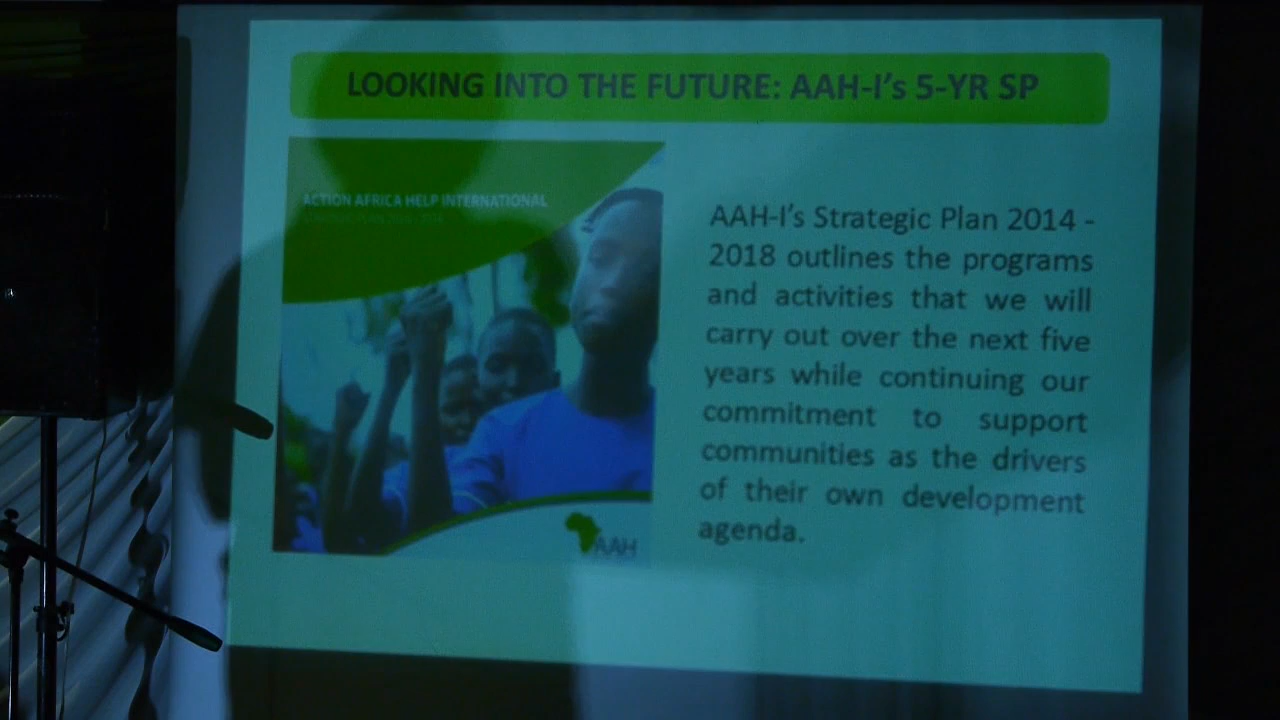 LOOKING INTO THE FUTURE: AAH-I's 5-YR SP
ACTION AFRICA HELP INTERNATIONAL
AAH
AAH-I's Strategic Plan 2014 -
2018 outlines the programs
and activities that we will
carry out over the next five
years while continuing our
commitment to support
communities as the drivers
of their own development
agenda.